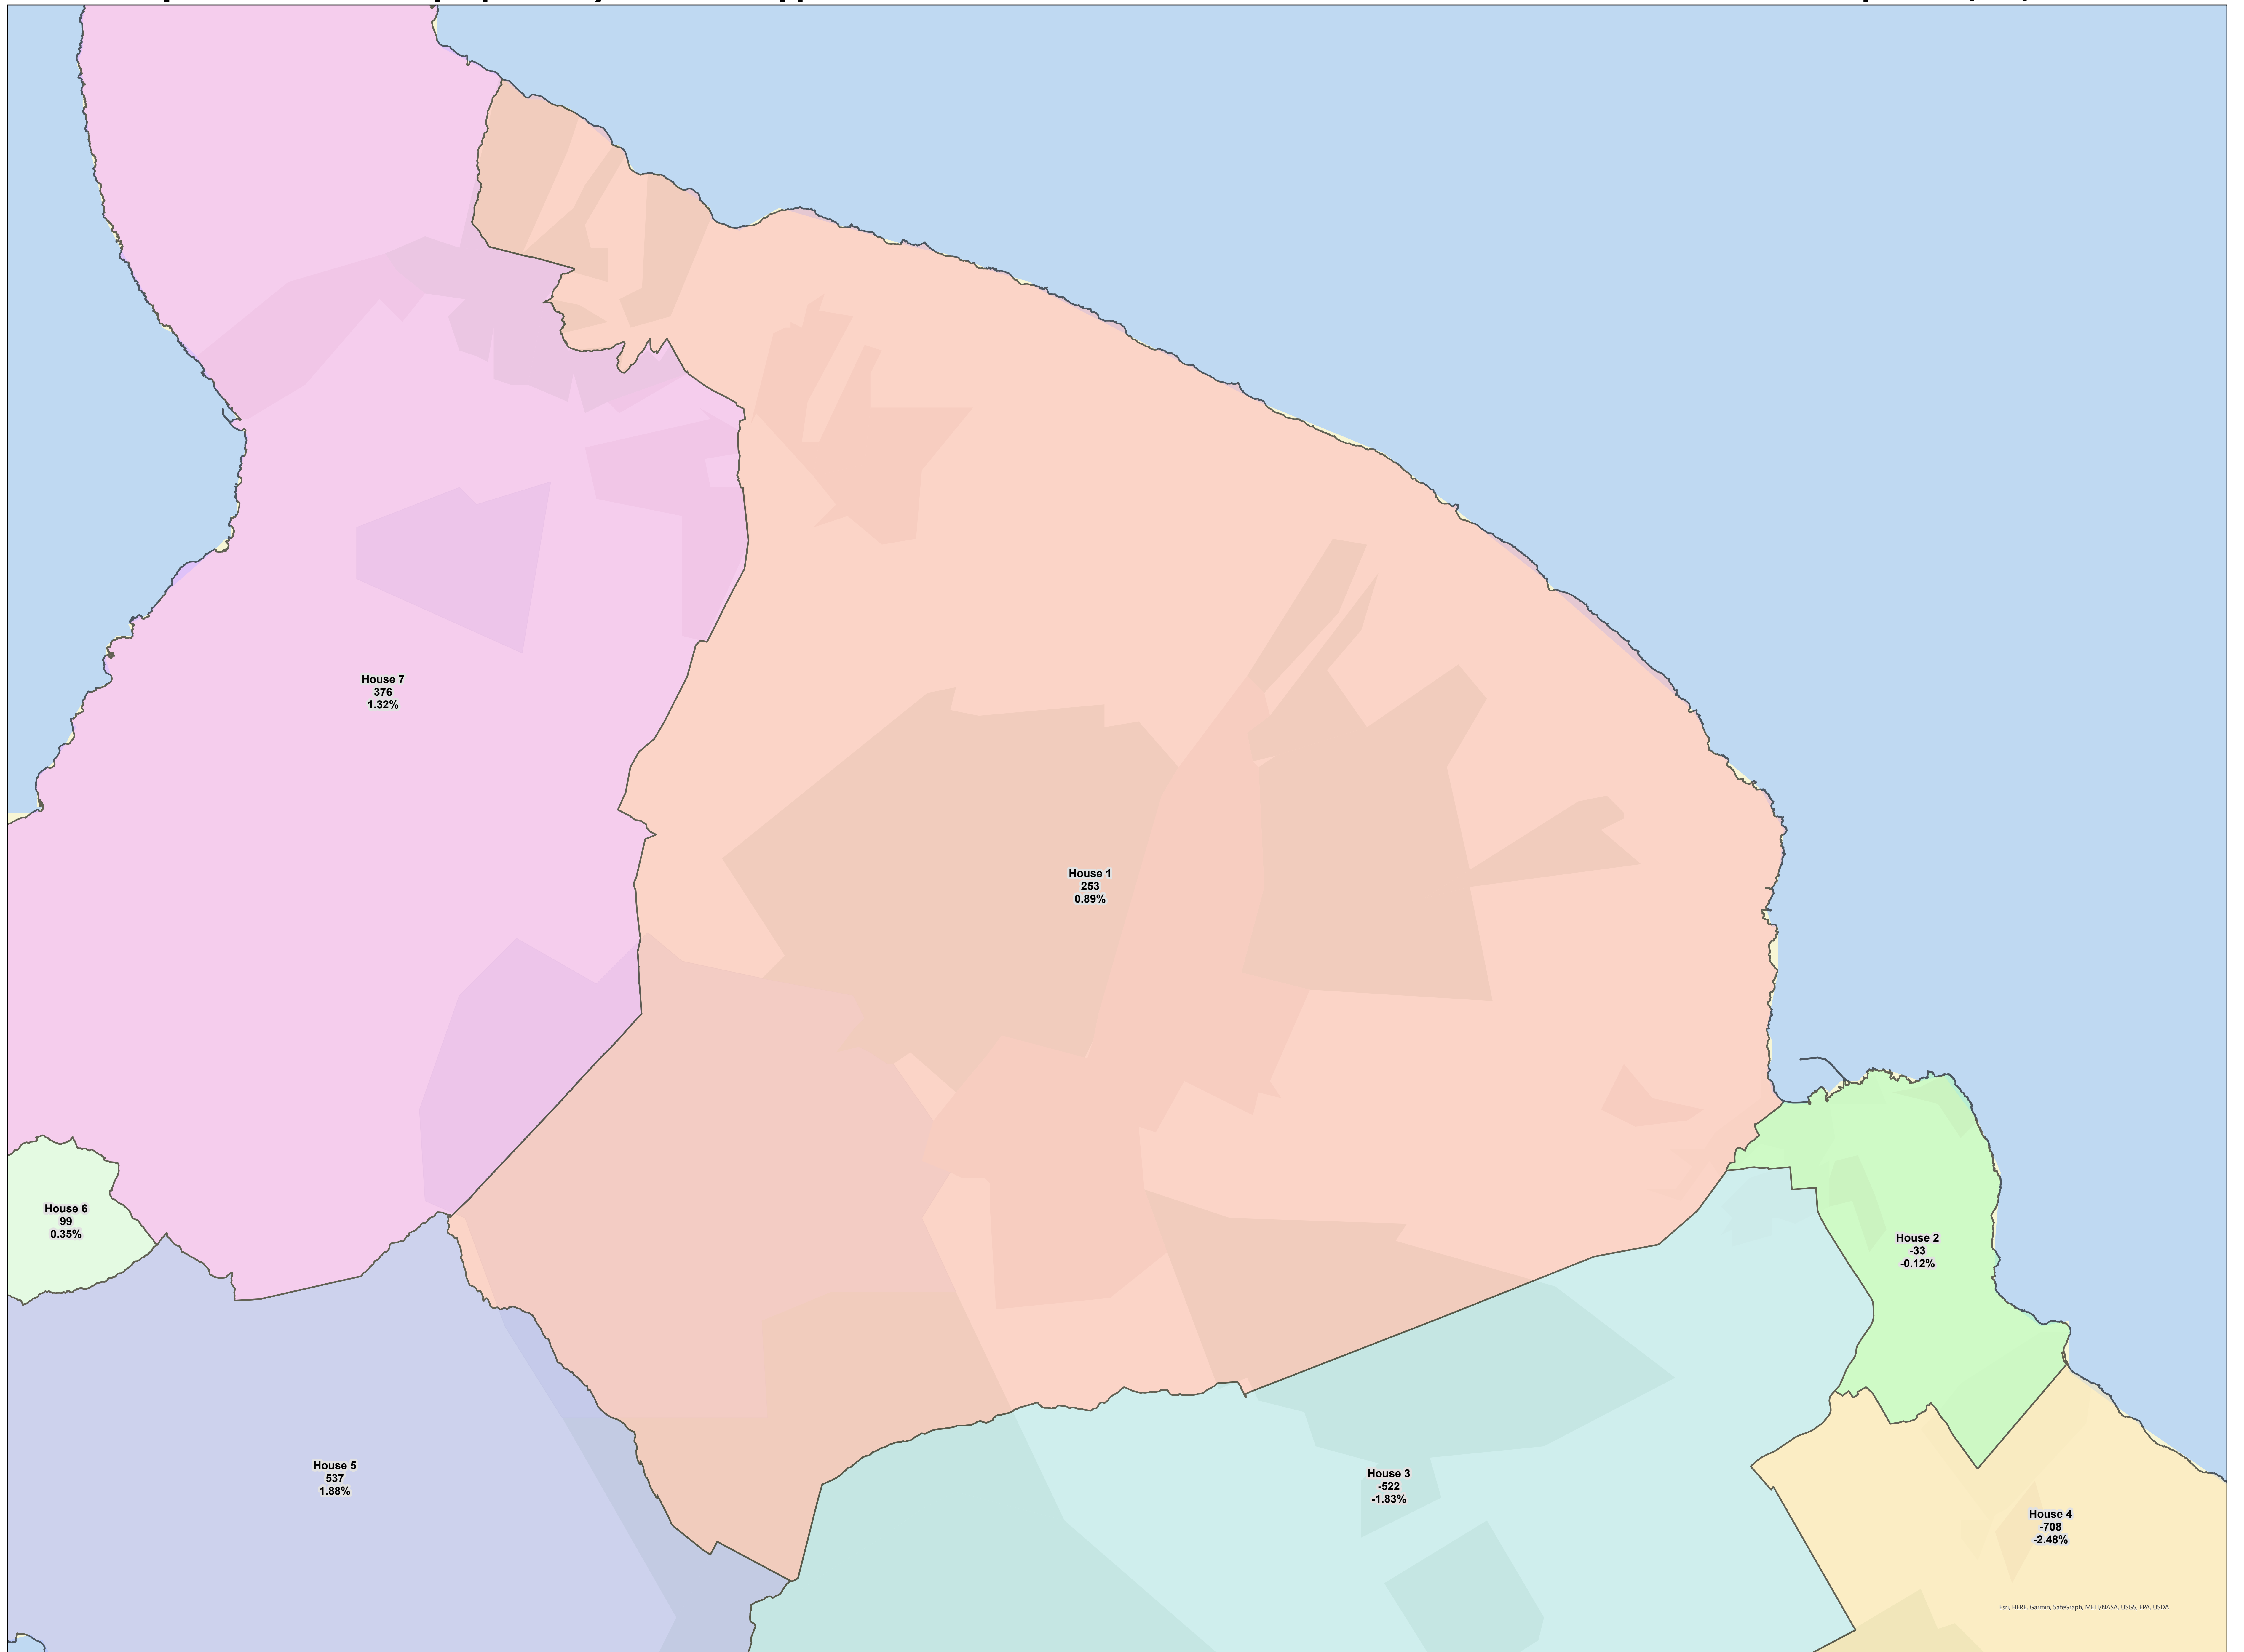 House 7
376
1.32%
House 1
253
0.89%
House 6
99
0.35%
House 2
-33
-0.12%
House 5
537
1.88%
House 3
-522
-1.83%
House 4
-708
-2.48%
Esri, HERE, Garmin, SafeGraph, METI/NASA, USGS, EPA, USDA